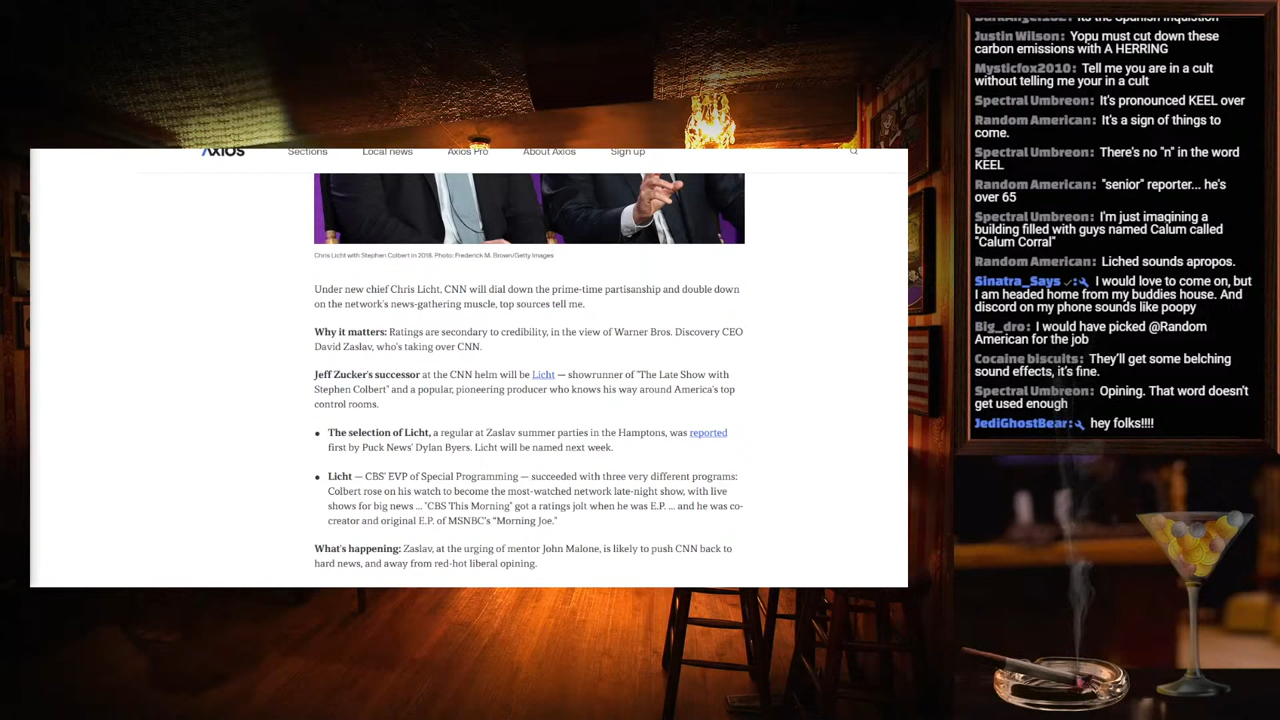 AXIOS
Sections
Local news
Axios Pro
About Axios
Sign up
Chris Licht with Stephen Colbert in 2018. Photo: Frederick M. Brown/Getty Images
Under new chief Chris Licht, CNN will dial down the prime-time partisanship and double down
on the network's news-gathering muscle, top sources tell me.
Why it matters: Ratings are secondary to credibility, in the view of Warner Bros. Discovery CEO
David Zaslav, who's taking over CNN.
Jeff Zucker's successor at the CNN helm will be Licht — showrunner of "The Late Show with
Stephen Colbert" and a popular, pioneering producer who knows his way around America's top
control rooms.
● The selection of Licht, a regular at Zaslav summer parties in the Hamptons, was reported
first by Puck News' Dylan Byers. Licht will be named next week.
● Licht — CBS' EVP of Special Programming — succeeded with three very different programs:
Colbert rose on his watch to become the most-watched network late-night show, with live
shows for big news ... "CBS This Morning" got a ratings jolt when he was E.P. ... and he was co-
creator and original E.P. of MSNBC's "Morning Joe."
What's happening: Zaslav, at the urging of mentor John Malone, is likely to push CNN back to
hard news, and away from red-hot liberal opining.
Justin Wilson: Yopu must cut down these
carbon emissions with A HERRING
Mysticfox2010: Tell me you are in a cult
without telling me your in a cult
Spectral Umbreon: It's pronounced KEEL over
Random American: It's a sign of things to
come.
Spectral Umbreon: There's no "n" in the word
KEEL
Random American: "senior" reporter... he's
over 65
Spectral Umbreon: I'm just imagining a
building filled with guys named Calum called
"Calum Corral"
Random American: Liched sounds apropos.
Sinatra_Says ✓: I would love to come on, but
I am headed home from my buddies house. And
discord on my phone sounds like poopy
Big_dro: I would have picked @Random
American for the job
Cocaine biscuits: They'll get some belching
sound effects, it's fine.
Spectral Umbreon: Opining. That word doesn't
get used enough
JediGhostBear: hey folks!!!!